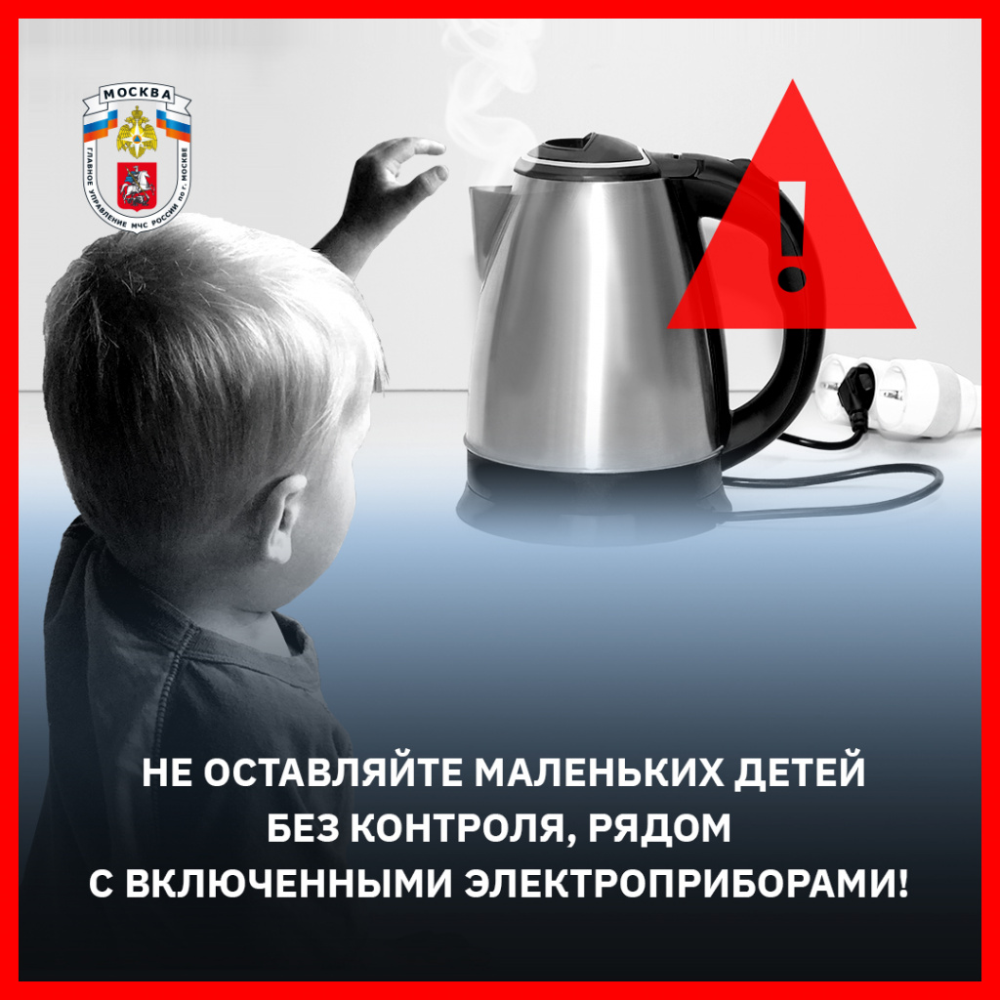 МОСКВА
ГЛАВНОЕ УПРАВЛЕНИЕ МЧС РОССИИ по г. МОСКВЕ
!
НЕ ОСТАВЛЯЙТЕ МАЛЕНЬКИХ ДЕТЕЙ
БЕЗ КОНТРОЛЯ, РЯДОМ
С ВКЛЮЧЕННЫМИ ЭЛЕКТРОПРИБОРАМИ!